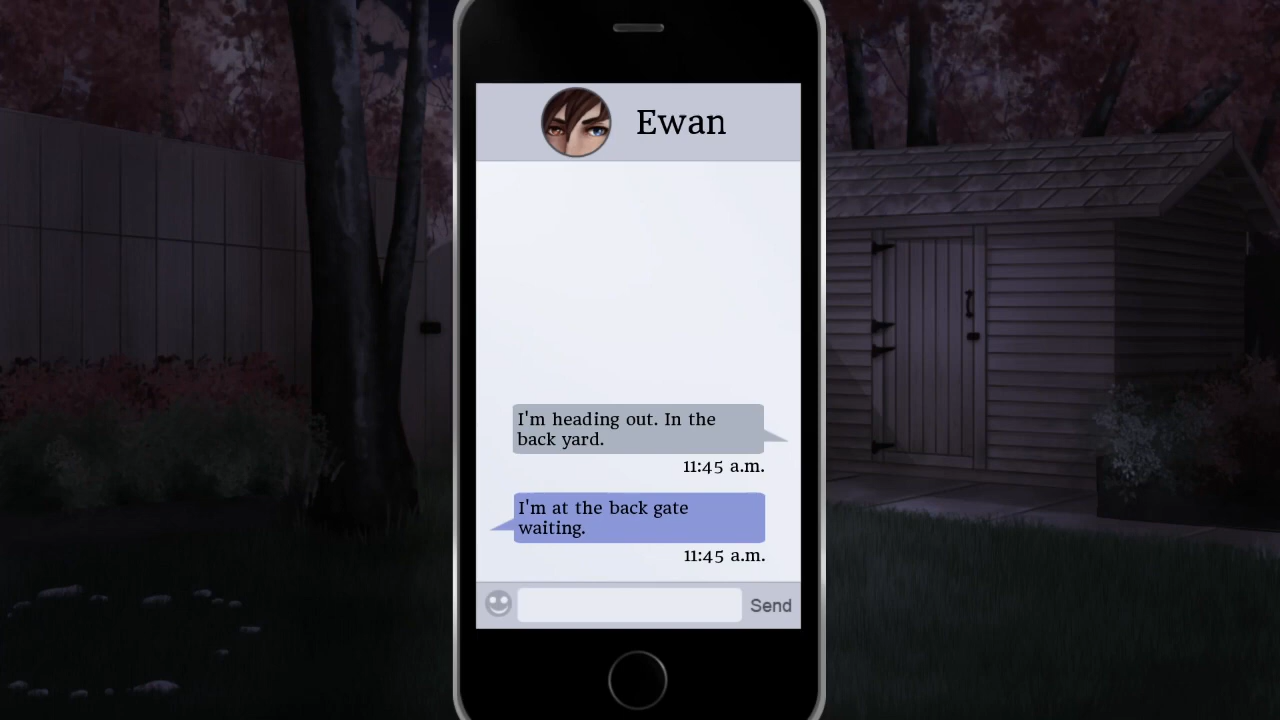 Ewan
I'm heading out. In the
back yard.
11:45 a.m.
I'm at the back gate
waiting.
11:45 a.m.
Send